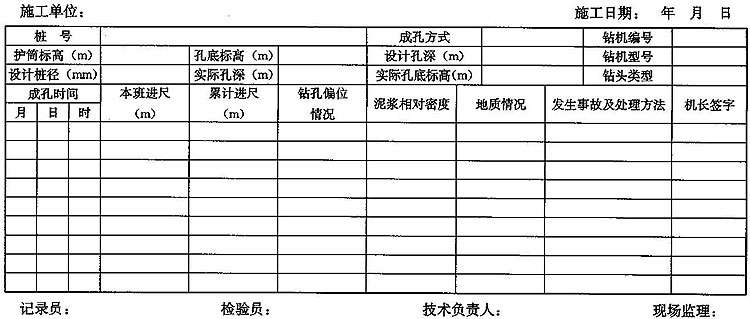 施工单位： 施工日期： 年 月 日
桩 号 成孔方式 钻机编号
护筒标高（m） 孔底标高（m） 设计孔深（m） 钻机型号
设计桩径（mm） 实际孔深（m） 实际孔底标高(m) 钻头类型
成孔时间 本班进尺（m） 累计进尺（m） 钻孔偏位情况 泥浆相对密度 地质情况 发生事故及处理方法 机长签字
月 日 时
记录员： 检验员： 技术负责人： 现场监理：